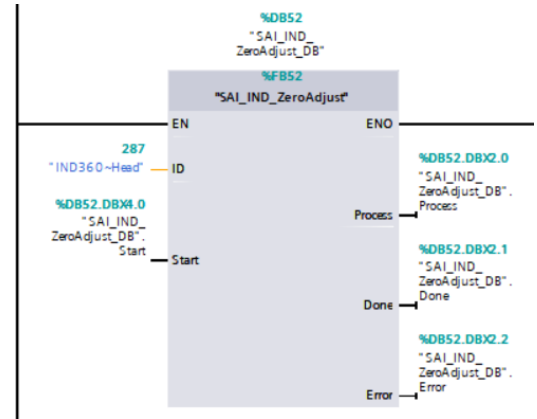 %DB52
"SAI_IND_
ZeroAdjust_DB"
%FB52
"SAI_IND_ZeroAdjust"
EN
ENO
287
"IND360~Head"
ID
%DB52.DBX4.0
"SAI_IND_
ZeroAdjust_DB".
Start
Start
%DB52.DBX2.0
"SAI_IND_
ZeroAdjust_DB".
Process
Process
%DB52.DBX2.1
"SAI_IND_
ZeroAdjust_DB".
Done
Done
%DB52.DBX2.2
"SAI_IND_
ZeroAdjust_DB".
Error
Error